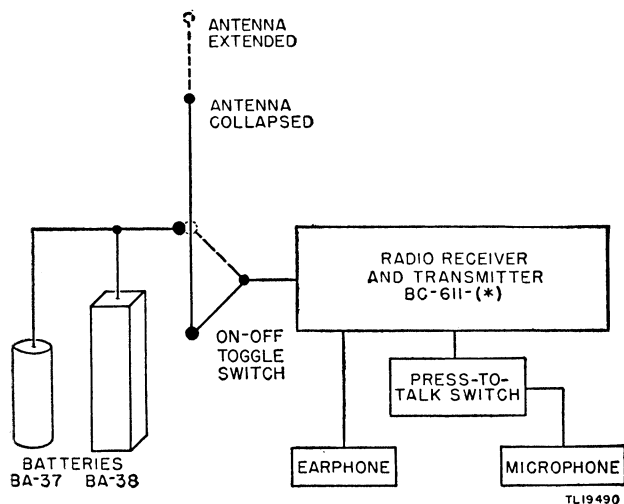 ANTENNA
EXTENDED
ANTENNA
COLLAPSED
RADIO RECEIVER
AND TRANSMITTER
BC-611-(*)
ON-OFF
TOGGLE
SWITCH
PRESS-TO-
TALK SWITCH
BATTERIES
BA-37 BA-38
EARPHONE
MICROPHONE
TL19490